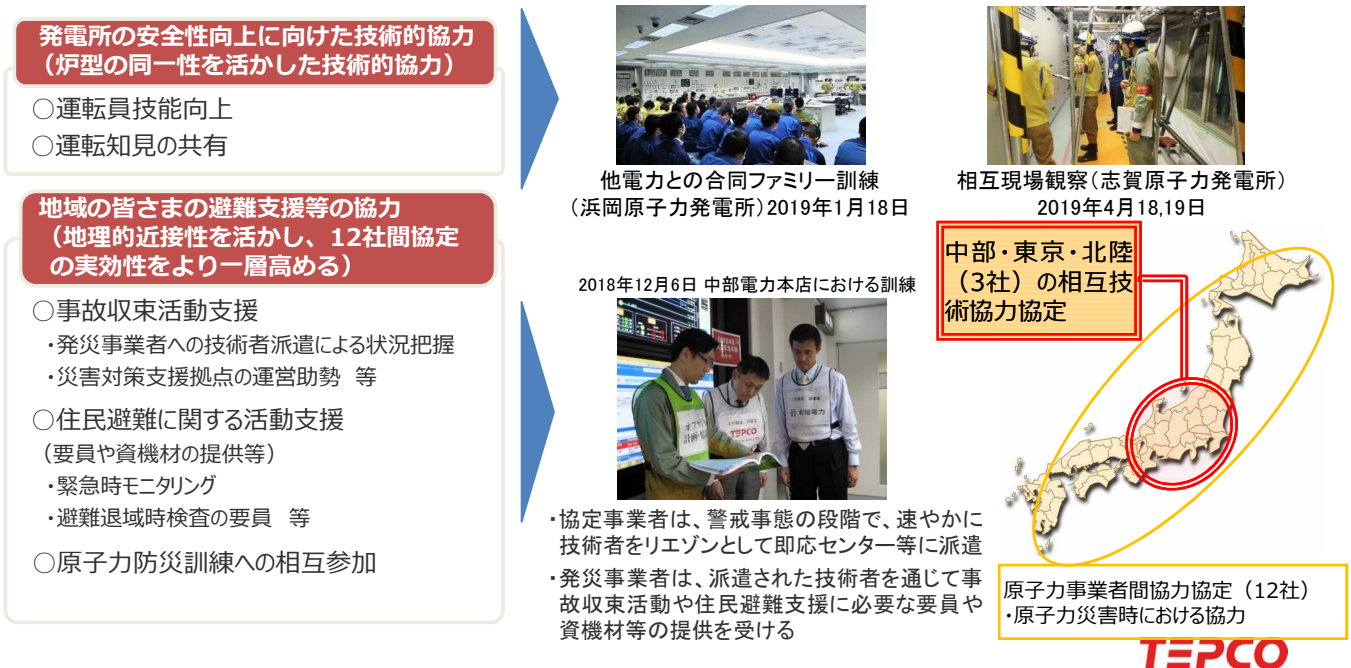 発電所の安全性向上に向けた技術的協力
（炉型の同一性を活かした技術的協力）
○運転員技能向上
○運転知見の共有
地域の皆さまの避難支援等の協力
（地理的近接性を活かし、12社間協定
の実効性をより一層高める）
○事故収束活動支援
・発災事業者への技術者派遣による状況把握
・災害対策支援拠点の運営助勢 等
○住民避難に関する活動支援
（要員や資機材の提供等）
・緊急時モニタリング
・避難退域時検査の要員 等
○原子力防災訓練への相互参加
他電力との合同ファミリー訓練
（浜岡原子力発電所）2019年1月18日
相互現場観察（志賀原子力発電所）
2019年4月18,19日
2018年12月6日 中部電力本店における訓練
北陸電力
TEPCO
・協定事業者は、警戒事態の段階で、速やかに
技術者をリエゾンとして即応センター等に派遣
・発災事業者は、派遣された技術者を通じて事
故収束活動や住民避難支援に必要な要員や
資機材等の提供を受ける
中部・東京・北陸
（3社）の相互技
術協力協定
原子力事業者間協力協定（12社）
・原子力災害時における協力
TEPCO